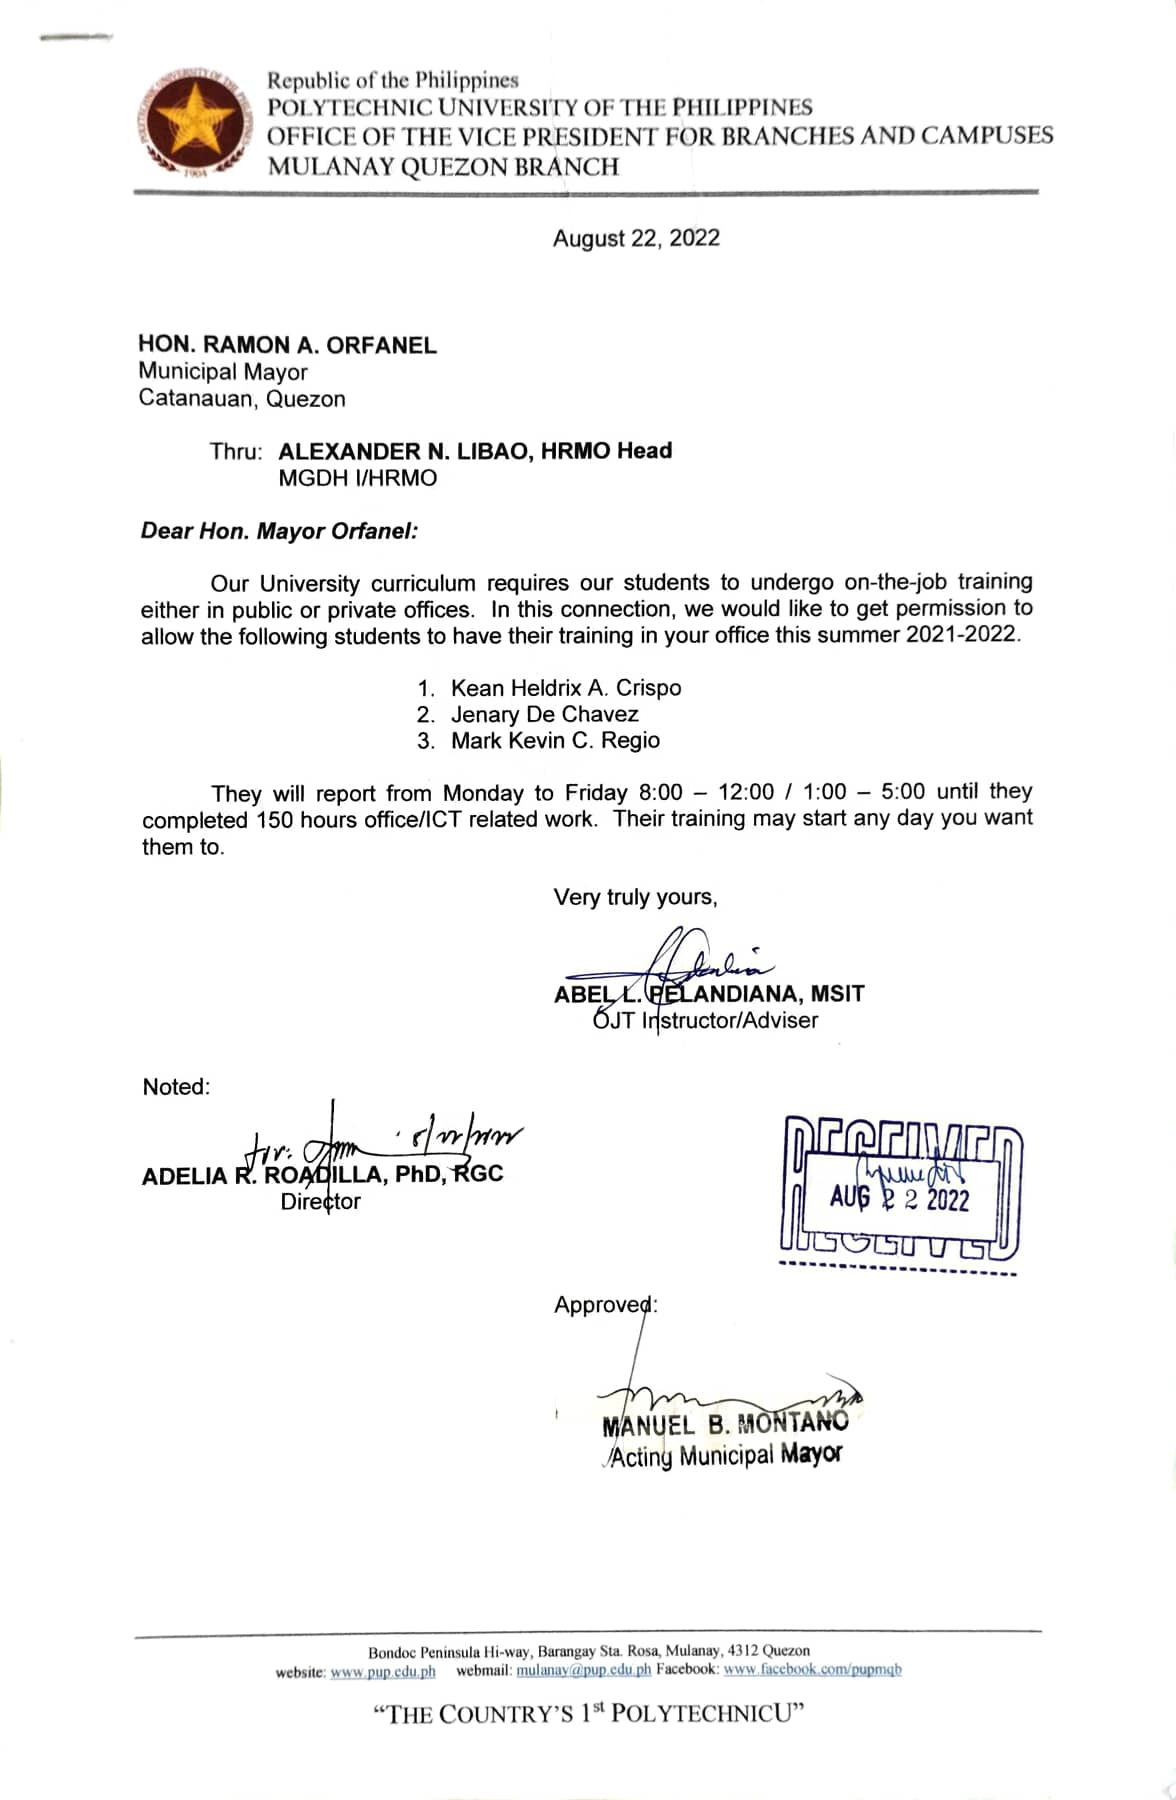 Republic of the Philippines
POLYTECHNIC UNIVERSITY OF THE PHILIPPINES
OFFICE OF THE VICE PRESIDENT FOR BRANCHES AND CAMPUSES
MULANAY QUEZON BRANCH
1904
August 22, 2022
HON. RAMON A. ORFANEL
Municipal Mayor
Catanauan, Quezon
Thru: ALEXANDER N. LIBAO, HRMO Head
MGDH I/HRMO
Dear Hon. Mayor Orfanel:
Our University curriculum requires our students to undergo on-the-job training
either in public or private offices. In this connection, we would like to get permission to
allow the following students to have their training in your office this summer 2021-2022.
1. Kean Heldrix A. Crispo
2. Jenary De Chavez
3. Mark Kevin C. Regio
They will report from Monday to Friday 8:00 – 12:00 / 1:00 – 5:00 until they
completed 150 hours office/ICT related work. Their training may start any day you want
them to.
Very truly yours,
ABEL L. PELANDIANA, MSIT
OJT Instructor/Adviser
Noted:
for:
ADELIA R. ROADILLA, PhD, RGC
Director
RECEIVED
AUG 22 2022
RECEIVED
Approved:
MANUEL B. MONTANO
Acting Municipal Mayor
Bondoc Peninsula Hi-way, Barangay Sta. Rosa, Mulanay, 4312 Quezon
website: www.pup.edu.ph webmail: mulanay@pup.edu.ph Facebook: www.facebook.com/pupmqb
“THE COUNTRY’S 1st POLYTECHNICU”